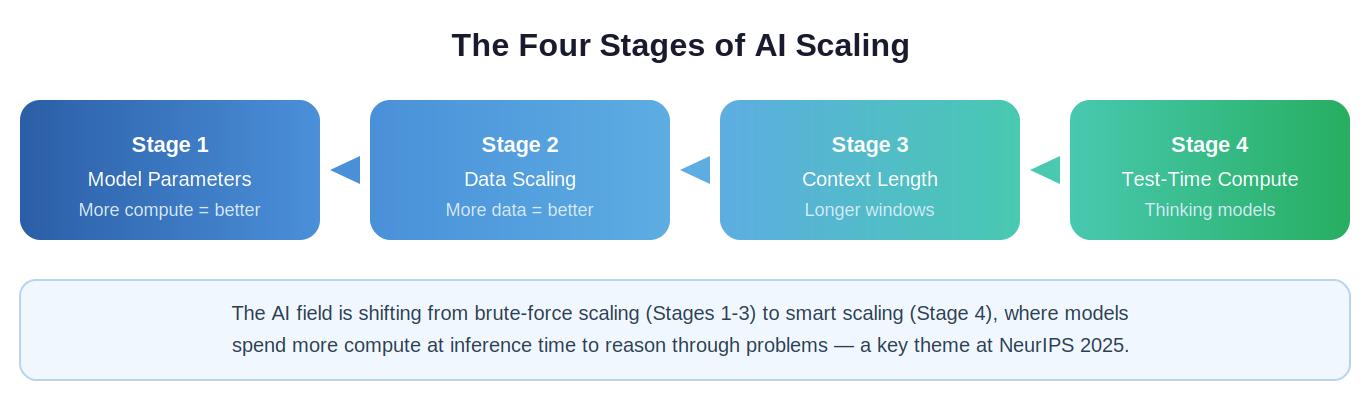 The Four Stages of AI Scaling
Stage 1
Model Parameters
More compute = better
Stage 2
Data Scaling
More data = better
Stage 3
Context Length
Longer windows
Stage 4
Test-Time Compute
Thinking models
The AI field is shifting from brute-force scaling (Stages 1-3) to smart scaling (Stage 4), where models
spend more compute at inference time to reason through problems — a key theme at NeurIPS 2025.